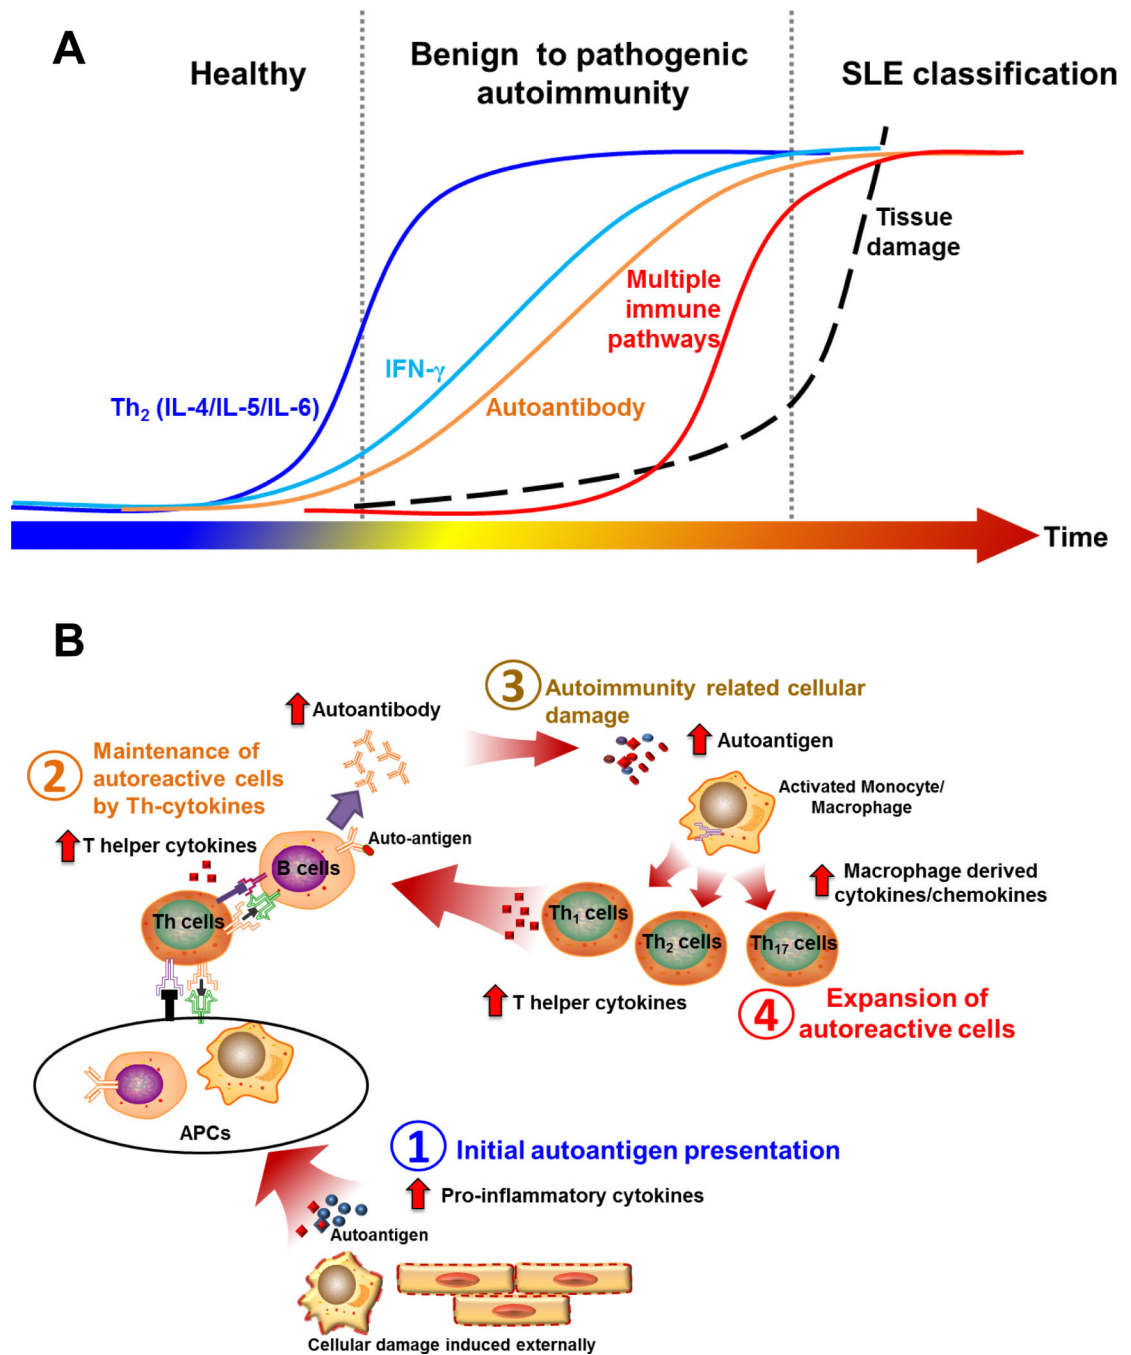 A
Healthy
Benign to pathogenic
autoimmunity
SLE classification
Tissue
damage
Multiple
immune
pathways
IFN-γ
Th₂ (IL-4/IL-5/IL-6)
Autoantibody
Time
B
3
Autoimmunity related cellular
damage
Autoantibody
Autoantigen
2
Maintenance of
autoreactive cells
by Th-cytokines
Activated Monocyte/
Macrophage
T helper cytokines
Auto-antigen
B cells
Macrophage derived
cytokines/chemokines
Th cells
Th₁ cells
Th₂ cells
Th₁₇ cells
T helper cytokines
4
Expansion of
autoreactive cells
APCs
1
Initial autoantigen presentation
Pro-inflammatory cytokines
Autoantigen
Cellular damage induced externally